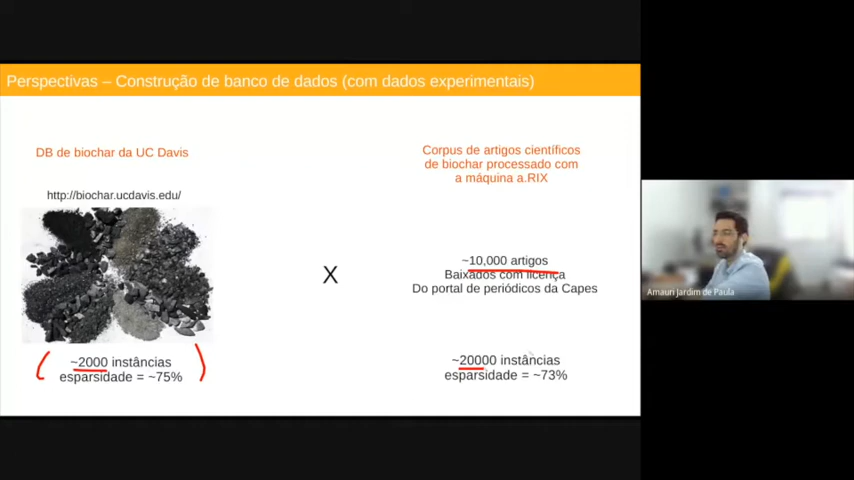 Perspectivas – Construção de banco de dados (com dados experimentais)
DB de biochar da UC Davis
http://biochar.ucdavis.edu/
~2000 instâncias
esparsidade = ~75%
X
Corpus de artigos científicos
de biochar processado com
a máquina a.RIX
~10,000 artigos
Baixados com licença
Do portal de periódicos da Capes
~20000 instâncias
esparsidade = ~73%
Amauri Jardim de Paula